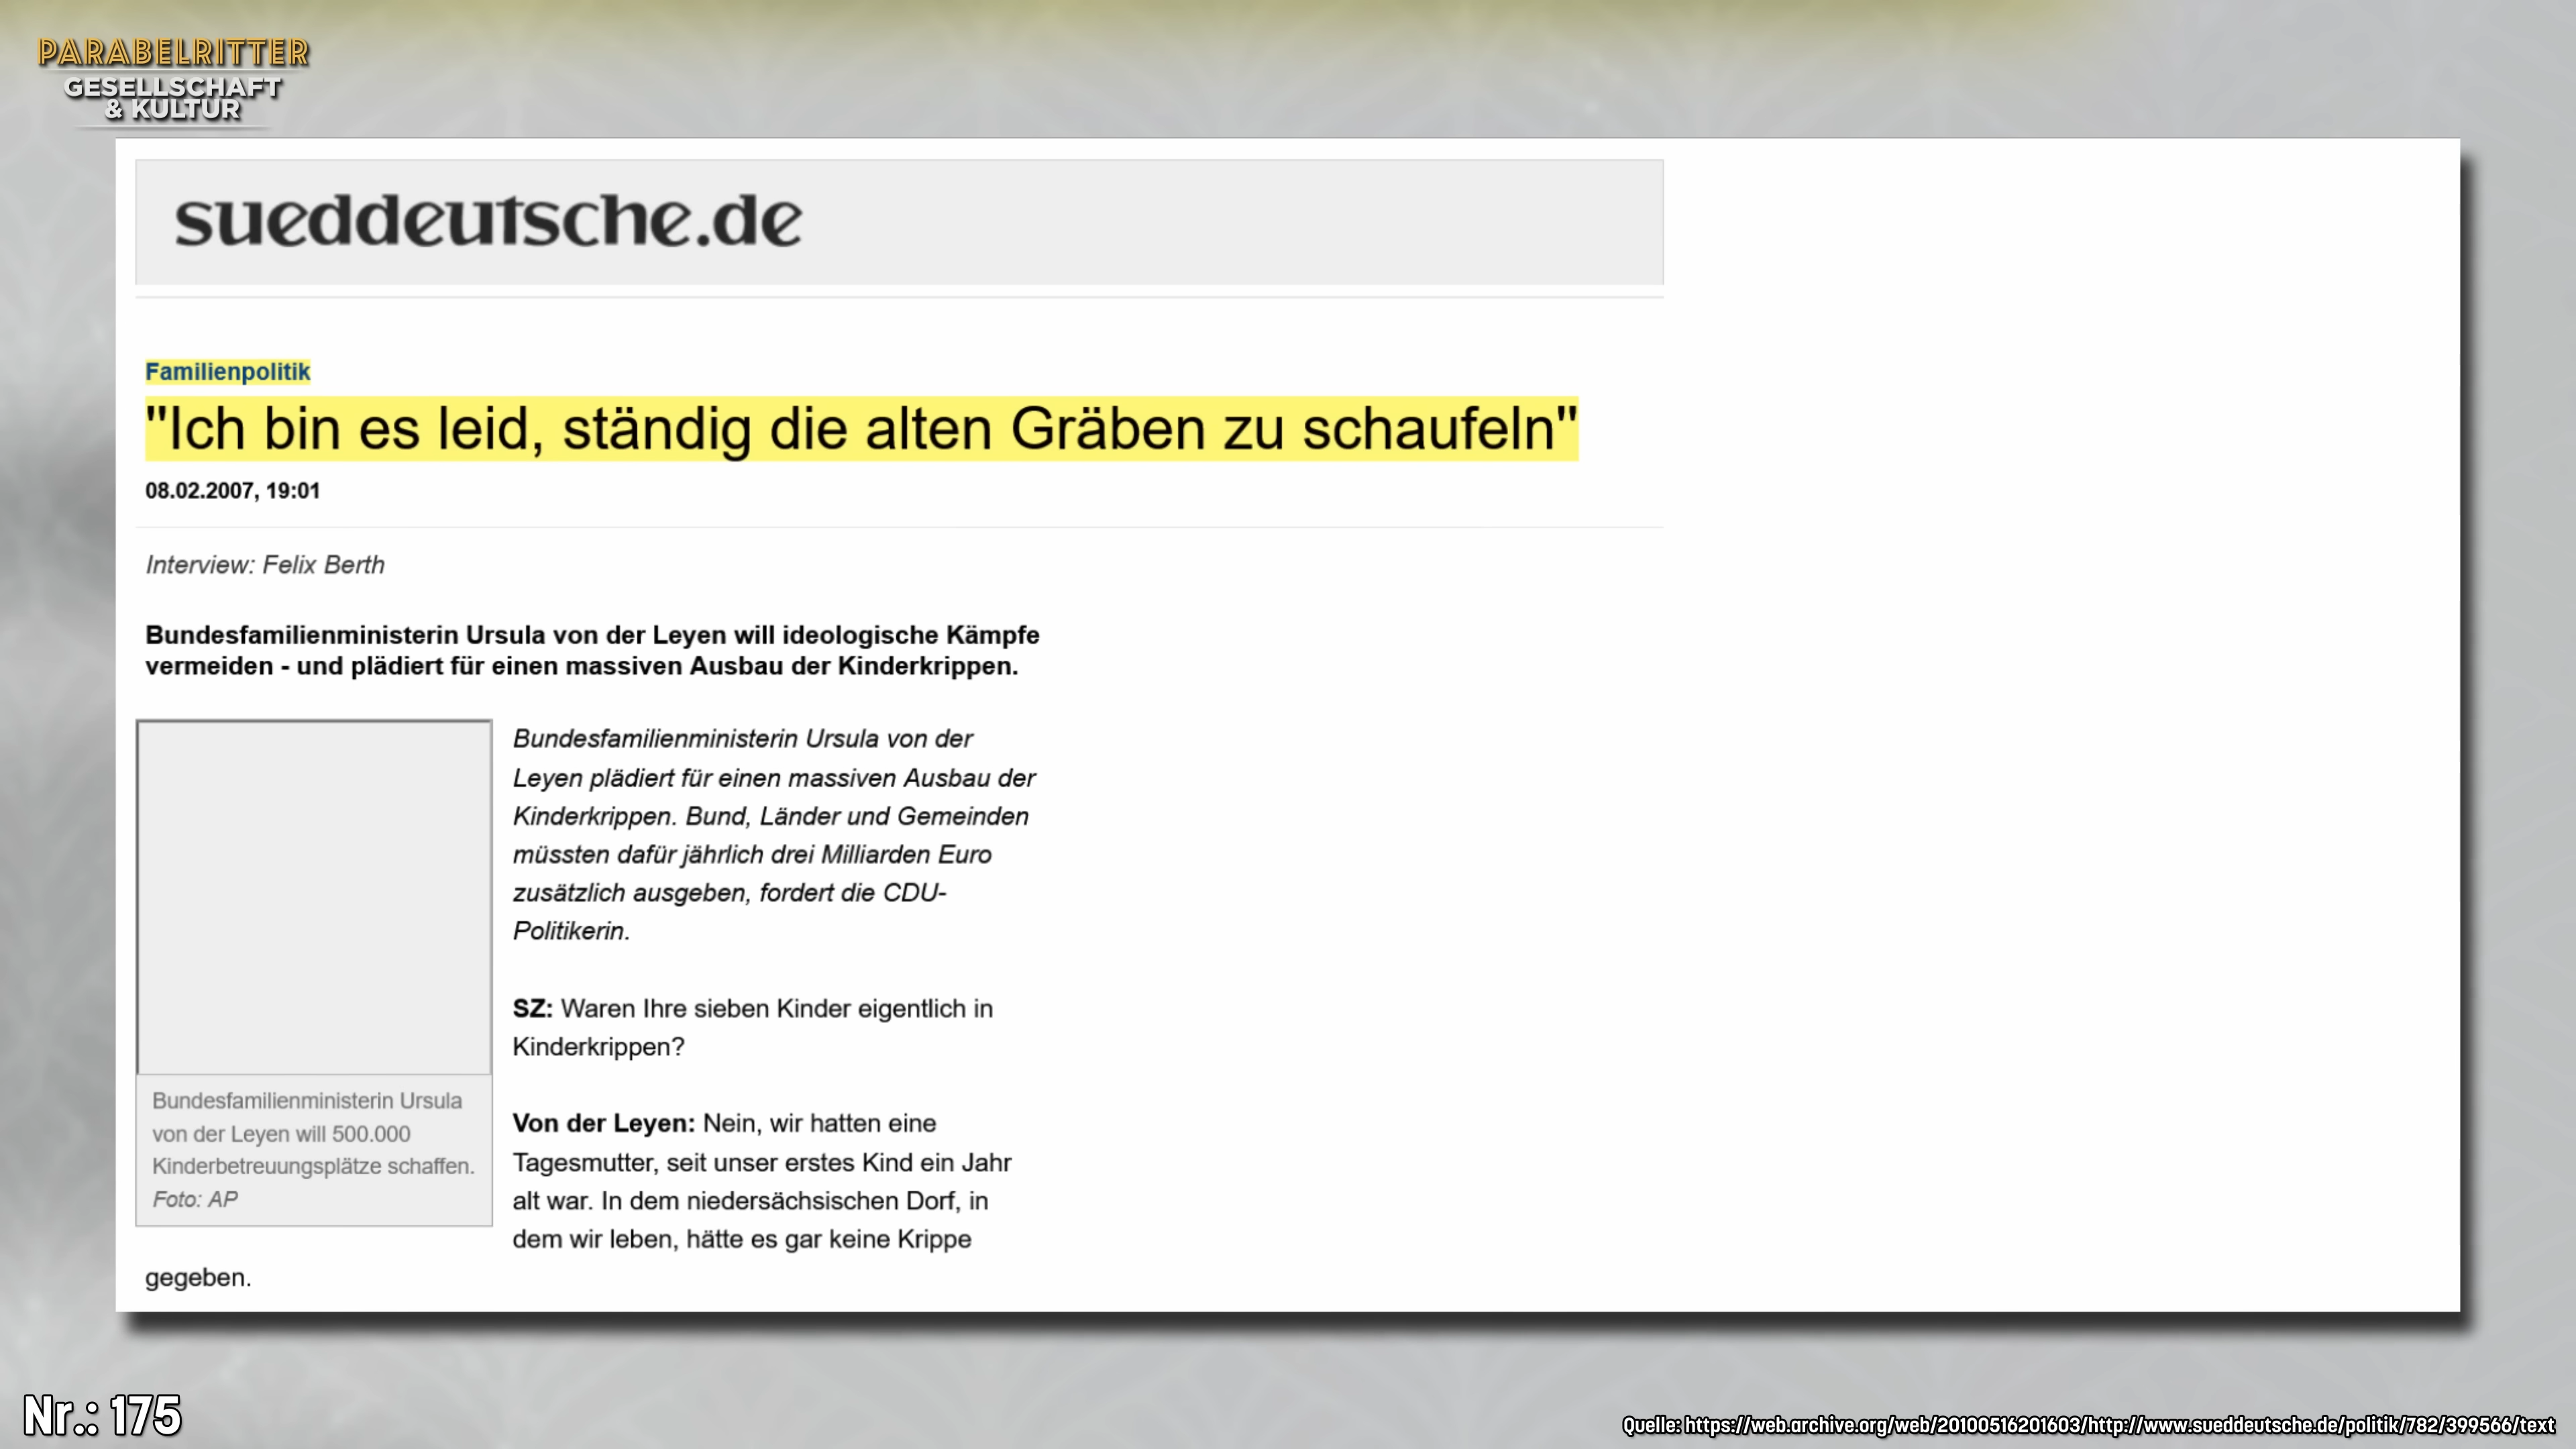 PARABELRITTER
GESELLSCHAFT
& KULTUR
sueddeutsche.de
Familienpolitik
"Ich bin es leid, ständig die alten Gräben zu schaufeln"
08.02.2007, 19:01
Interview: Felix Berth
Bundesfamilienministerin Ursula von der Leyen will ideologische Kämpfe
vermeiden - und plädiert für einen massiven Ausbau der Kinderkrippen.
Bundesfamilienministerin Ursula von der
Leyen plädiert für einen massiven Ausbau der
Kinderkrippen. Bund, Länder und Gemeinden
müssten dafür jährlich drei Milliarden Euro
zusätzlich ausgeben, fordert die CDU-
Politikerin.
SZ: Waren Ihre sieben Kinder eigentlich in
Kinderkrippen?
Bundesfamilienministerin Ursula
von der Leyen will 500.000
Kinderbetreuungsplätze schaffen.
Foto: AP
Von der Leyen: Nein, wir hatten eine
Tagesmutter, seit unser erstes Kind ein Jahr
alt war. In dem niedersächsischen Dorf, in
dem wir leben, hätte es gar keine Krippe
gegeben.
Nr.: 175
Quelle: https://web.archive.org/web/20100516201603/http://www.sueddeutsche.de/politik/782/399566/text